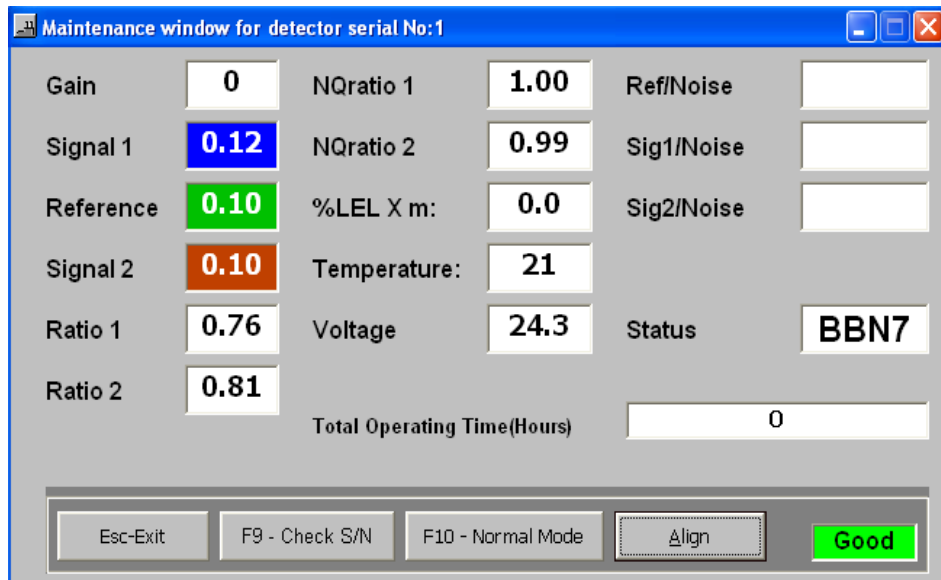 Maintenance window for detector serial No:1
Gain 0 NQratio 1 1.00 Ref/Noise
Signal 1 0.12 NQratio 2 0.99 Sig1/Noise
Reference 0.10 %LEL X m: 0.0 Sig2/Noise
Signal 2 0.10 Temperature: 21
Ratio 1 0.76 Voltage 24.3 Status BBN7
Ratio 2 0.81
Total Operating Time(Hours) 0
Esc-Exit F9 - Check S/N F10 - Normal Mode Align Good